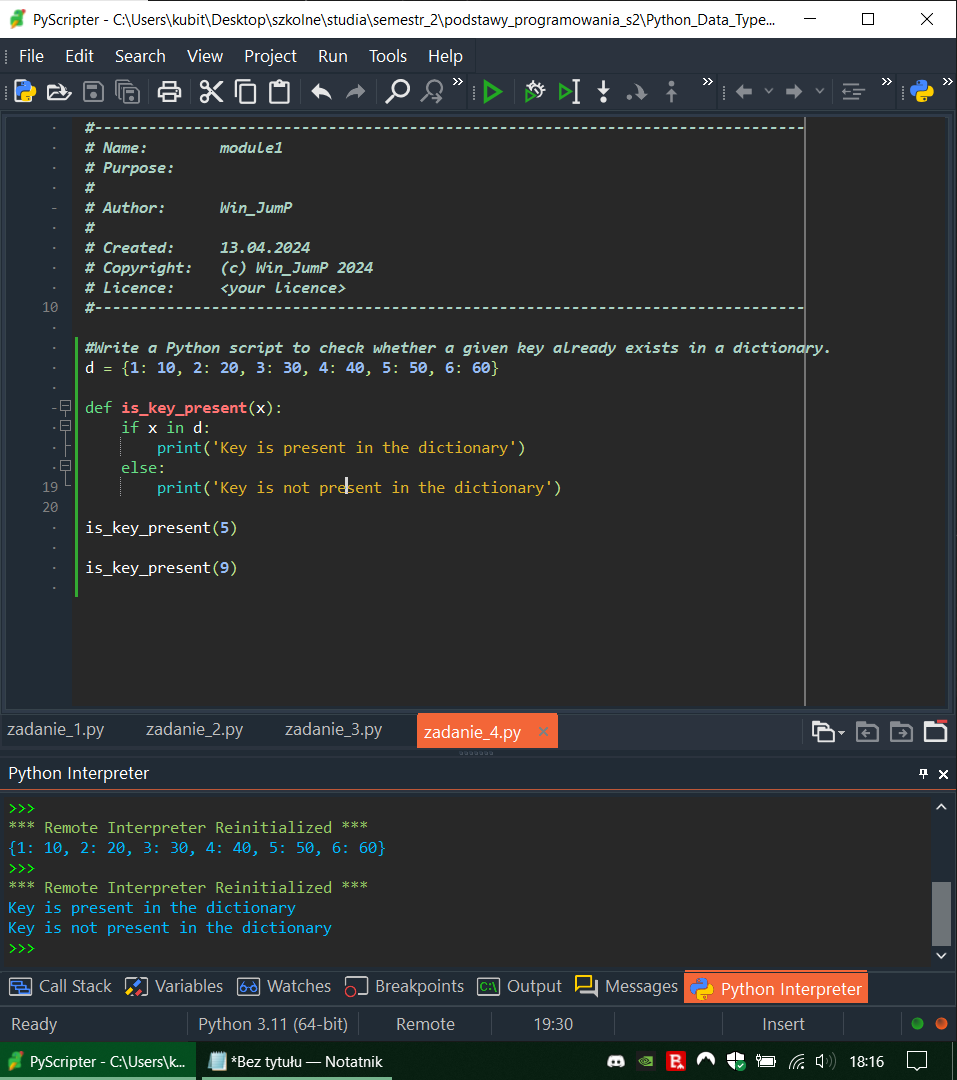 PyScripter - C:\Users\kubit\Desktop\szkolne\studia\semestr_2\podstawy_programowania_s2\Python_Data_Type...
File Edit Search View Project Run Tools Help
#-------------------------------------------------------------------------------
# Name:        module1
# Purpose:
#
# Author:      Win_JumP
#
# Created:     13.04.2024
# Copyright:   (c) Win_JumP 2024
# Licence:     <your licence>
10 #-------------------------------------------------------------------------------
#Write a Python script to check whether a given key already exists in a dictionary.
d = {1: 10, 2: 20, 3: 30, 4: 40, 5: 50, 6: 60}
def is_key_present(x):
    if x in d:
        print('Key is present in the dictionary')
    else:
19         print('Key is not present in the dictionary')
20
is_key_present(5)
is_key_present(9)
zadanie_1.py zadanie_2.py zadanie_3.py zadanie_4.py ×
Python Interpreter
>>>
*** Remote Interpreter Reinitialized ***
{1: 10, 2: 20, 3: 30, 4: 40, 5: 50, 6: 60}
>>>
*** Remote Interpreter Reinitialized ***
Key is present in the dictionary
Key is not present in the dictionary
>>>
Call Stack Variables Watches Breakpoints Output Messages Python Interpreter
Ready Python 3.11 (64-bit) Remote 19:30 Insert
PyScripter - C:\Users\k... *Bez tytułu — Notatnik 18:16